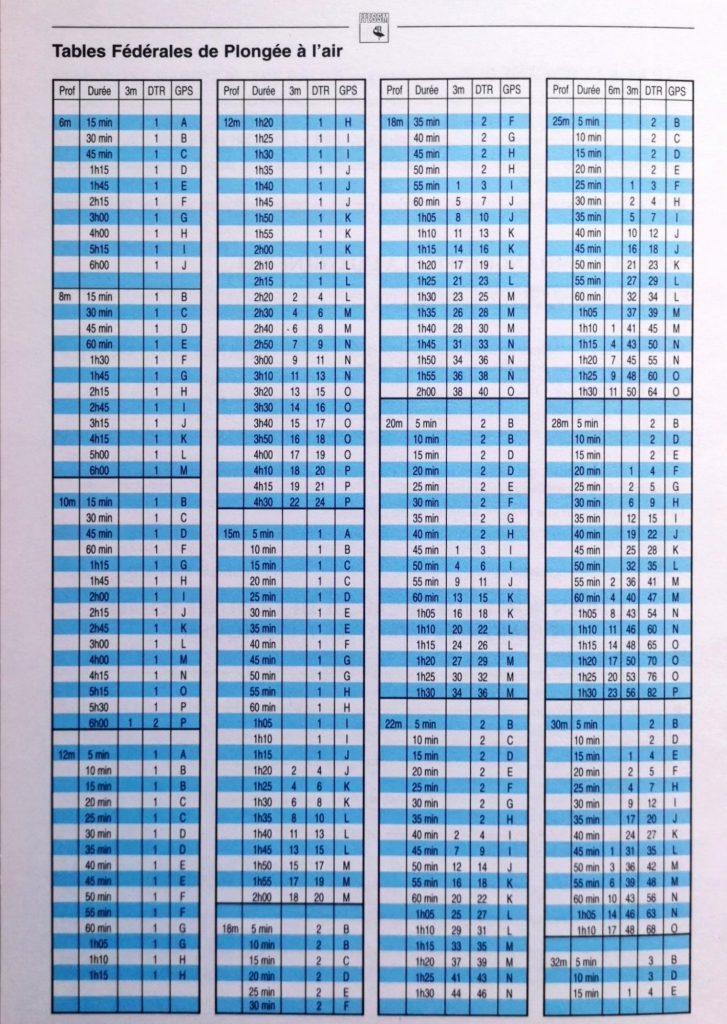 FFESSM
Tables Fédérales de Plongée à l'air
Prof Durée 3m DTR GPS
6m 15 min 1 A
30 min 1 B
45 min 1 C
1h15 1 D
1h45 1 E
2h15 1 F
3h00 1 G
4h00 1 H
5h15 1 I
6h00 1 J
8m 15 min 1 B
30 min 1 C
45 min 1 D
60 min 1 E
1h30 1 F
1h45 1 G
2h15 1 H
2h45 1 I
3h15 1 J
4h15 1 K
5h00 1 L
6h00 1 M
10m 15 min 1 B
30 min 1 C
45 min 1 D
60 min 1 F
1h15 1 G
1h45 1 H
2h00 1 I
2h15 1 J
2h45 1 K
3h00 1 L
4h00 1 M
4h15 1 N
5h15 1 O
5h30 1 P
6h00 1 2 P
12m 5 min 1 A
10 min 1 B
15 min 1 B
20 min 1 C
25 min 1 C
30 min 1 D
35 min 1 D
40 min 1 E
45 min 1 E
50 min 1 F
55 min 1 F
60 min 1 G
1h05 1 G
1h10 1 H
1h15 1 H
Prof Durée 3m DTR GPS
12m 1h20 1 H
1h25 1 I
1h30 1 I
1h35 1 J
1h40 1 J
1h45 1 J
1h50 1 K
1h55 1 K
2h00 1 K
2h10 1 L
2h15 1 L
2h20 2 4 L
2h30 4 6 M
2h40 6 8 M
2h50 7 9 N
3h00 9 11 N
3h10 11 13 N
3h20 13 15 O
3h30 14 16 O
3h40 15 17 O
3h50 16 18 O
4h00 17 19 O
4h10 18 20 P
4h15 19 21 P
4h30 22 24 P
15m 5 min 1 A
10 min 1 B
15 min 1 C
20 min 1 C
25 min 1 D
30 min 1 E
35 min 1 E
40 min 1 F
45 min 1 G
50 min 1 G
55 min 1 H
60 min 1 H
1h05 1 I
1h10 1 I
1h15 1 J
1h20 2 4 J
1h25 4 6 K
1h30 6 8 K
1h35 8 10 L
1h40 11 13 L
1h45 13 15 L
1h50 15 17 M
1h55 17 19 M
2h00 18 20 M
18m 5 min 2 B
10 min 2 B
15 min 2 C
20 min 2 D
25 min 2 E
30 min 2 F
Prof Durée 3m DTR GPS
18m 35 min 2 F
40 min 2 G
45 min 2 H
50 min 2 H
55 min 1 3 I
60 min 5 7 J
1h05 8 10 J
1h10 11 13 K
1h15 14 16 K
1h20 17 19 L
1h25 21 23 L
1h30 23 25 M
1h35 26 28 M
1h40 28 30 M
1h45 31 33 N
1h50 34 36 N
1h55 36 38 N
2h00 38 40 O
20m 5 min 2 B
10 min 2 B
15 min 2 D
20 min 2 D
25 min 2 E
30 min 2 F
35 min 2 G
40 min 2 H
45 min 1 3 I
50 min 4 6 I
55 min 9 11 J
60 min 13 15 K
1h05 16 18 K
1h10 20 22 L
1h15 24 26 L
1h20 27 29 M
1h25 30 32 M
1h30 34 36 M
22m 5 min 2 B
10 min 2 C
15 min 2 D
20 min 2 E
25 min 2 F
30 min 2 G
35 min 2 H
40 min 2 4 I
45 min 7 9 I
50 min 12 14 J
55 min 16 18 K
60 min 20 22 K
1h05 25 27 L
1h10 29 31 L
1h15 33 35 M
1h20 37 39 M
1h25 41 43 N
1h30 44 46 N
Prof Durée 6m 3m DTR GPS
25m 5 min 2 B
10 min 2 C
15 min 2 D
20 min 2 E
25 min 1 3 F
30 min 2 4 H
35 min 5 7 I
40 min 10 12 J
45 min 16 18 J
50 min 21 23 K
55 min 27 29 L
60 min 32 34 L
1h05 37 39 M
1h10 1 41 45 M
1h15 4 43 50 N
1h20 7 45 55 N
1h25 9 48 60 O
1h30 11 50 64 O
28m 5 min 2 B
10 min 2 D
15 min 2 E
20 min 1 4 F
25 min 2 5 G
30 min 6 9 H
35 min 12 15 I
40 min 19 22 J
45 min 25 28 K
50 min 32 35 L
55 min 2 36 41 M
60 min 4 40 47 M
1h05 8 43 54 N
1h10 11 46 60 N
1h15 14 48 65 O
1h20 17 50 70 O
1h25 20 53 76 O
1h30 23 56 82 P
30m 5 min 2 B
10 min 2 D
15 min 1 4 E
20 min 2 5 F
25 min 4 7 H
30 min 9 12 I
35 min 17 20 J
40 min 24 27 K
45 min 1 31 35 L
50 min 3 36 42 M
55 min 6 39 48 M
60 min 10 43 56 N
1h05 14 46 63 N
1h10 17 48 68 O
32m 5 min 3 B
10 min 3 D
15 min 1 4 E